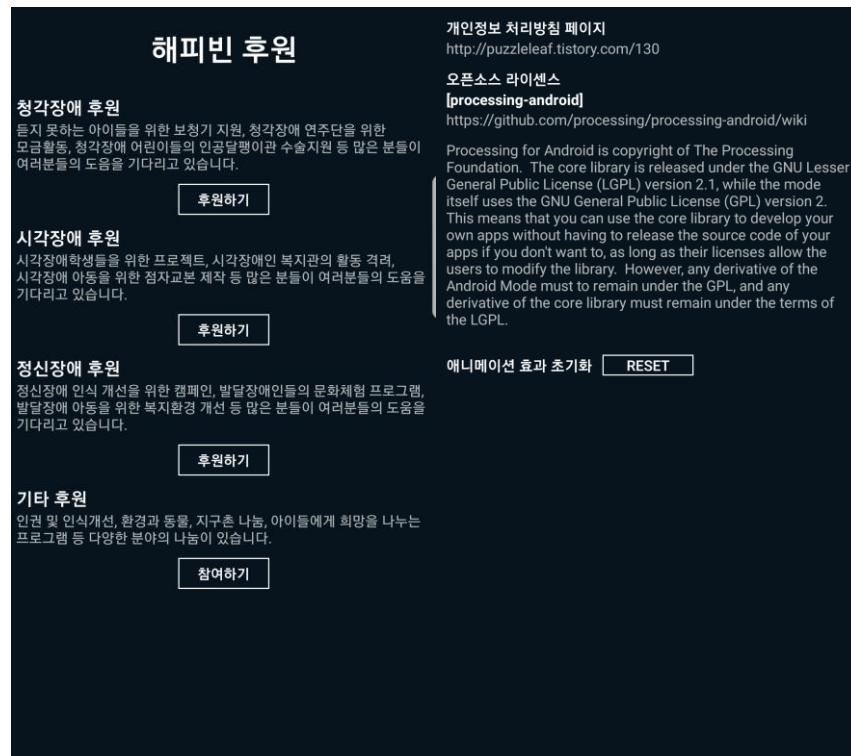 해피빈 후원
청각장애 후원
듣지 못하는 아이들을 위한 보청기 지원, 청각장애 연주단을 위한
모금활동, 청각장애 어린이들의 인공달팽이관 수술지원 등 많은 분들이
여러분들의 도음을 기다리고 있습니다.
후원하기
시각장애 후원
시각장애학생들을 위한 프로젝트, 시각장애인 복지관의 활동 격려,
시각장애 아동을 위한 점자교본 제작 등 많은 분들이 여러분들의 도움을
기다리고 있습니다.
후원하기
정신장애 후원
정신장애 인식 개선을 위한 캠페인, 발달장애인들의 문화체험 프로그램,
발달장애 아동을 위한 복지환경 개선 등 많은 분들이 여러분들의 도움을
기다리고 있습니다.
후원하기
기타 후원
인권 및 인식개선, 환경과 동물, 지구촌 나눔, 아이들에게 희망을 나누는
프로그램 등 다양한 분야의 나눔이 있습니다.
참여하기
개인정보 처리방침 페이지
http://puzzleleaf.tistory.com/130
오픈소스 라이센스
[processing-android]
https://github.com/processing/processing-android/wiki
Processing for Android is copyright of The Processing
Foundation.  The core library is released under the GNU Lesser
General Public License (LGPL) version 2.1, while the mode
itself uses the GNU General Public License (GPL) version 2.
This means that you can use the core library to develop your
own apps without having to release the source code of your
apps if you don't want to, as long as their licenses allow the
users to modify the library.  However, any derivative of the
Android Mode must to remain under the GPL, and any
derivative of the core library must remain under the terms of
the LGPL.
애니메이션 효과 초기화 RESET